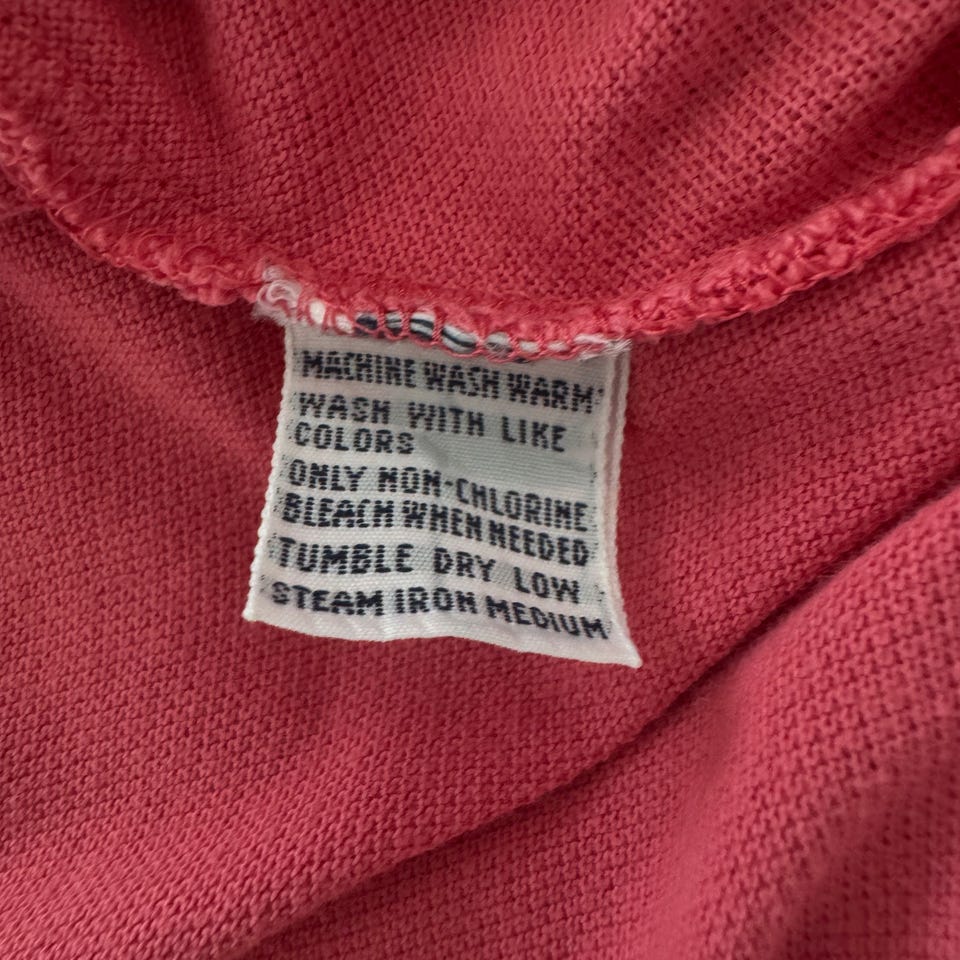 MACHINE WASH WARM
WASH WITH LIKE
COLORS
ONLY NON-CHLORINE
BLEACH WHEN NEEDED
TUMBLE DRY LOW
STEAM IRON MEDIUM